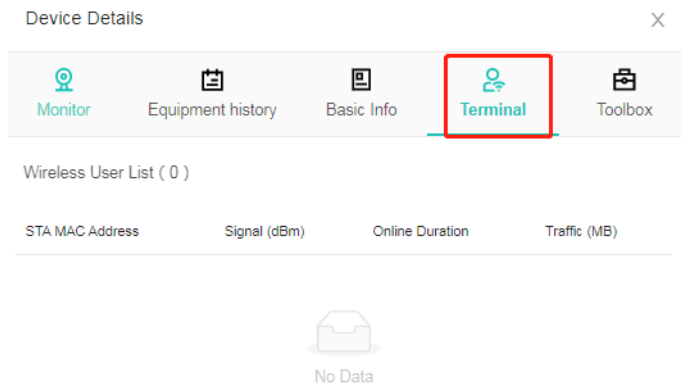 Device Details
Monitor Equipment history Basic Info Terminal Toolbox
Wireless User List ( 0 )
STA MAC Address Signal (dBm) Online Duration Traffic (MB)
No Data